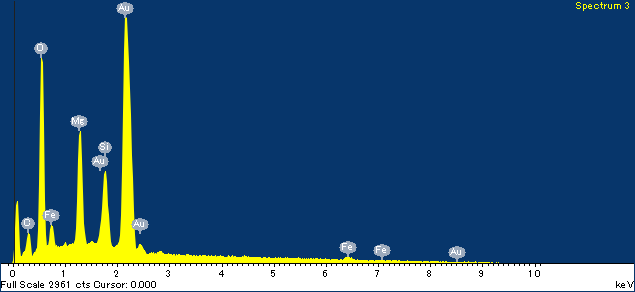 Spectrum 3
Au
O
Mg
Si
Au
Fe
C
Au
Fe
Fe
Au
0 1 2 3 4 5 6 7 8 9 10
Full Scale 2961 cts Cursor: 0.000 keV